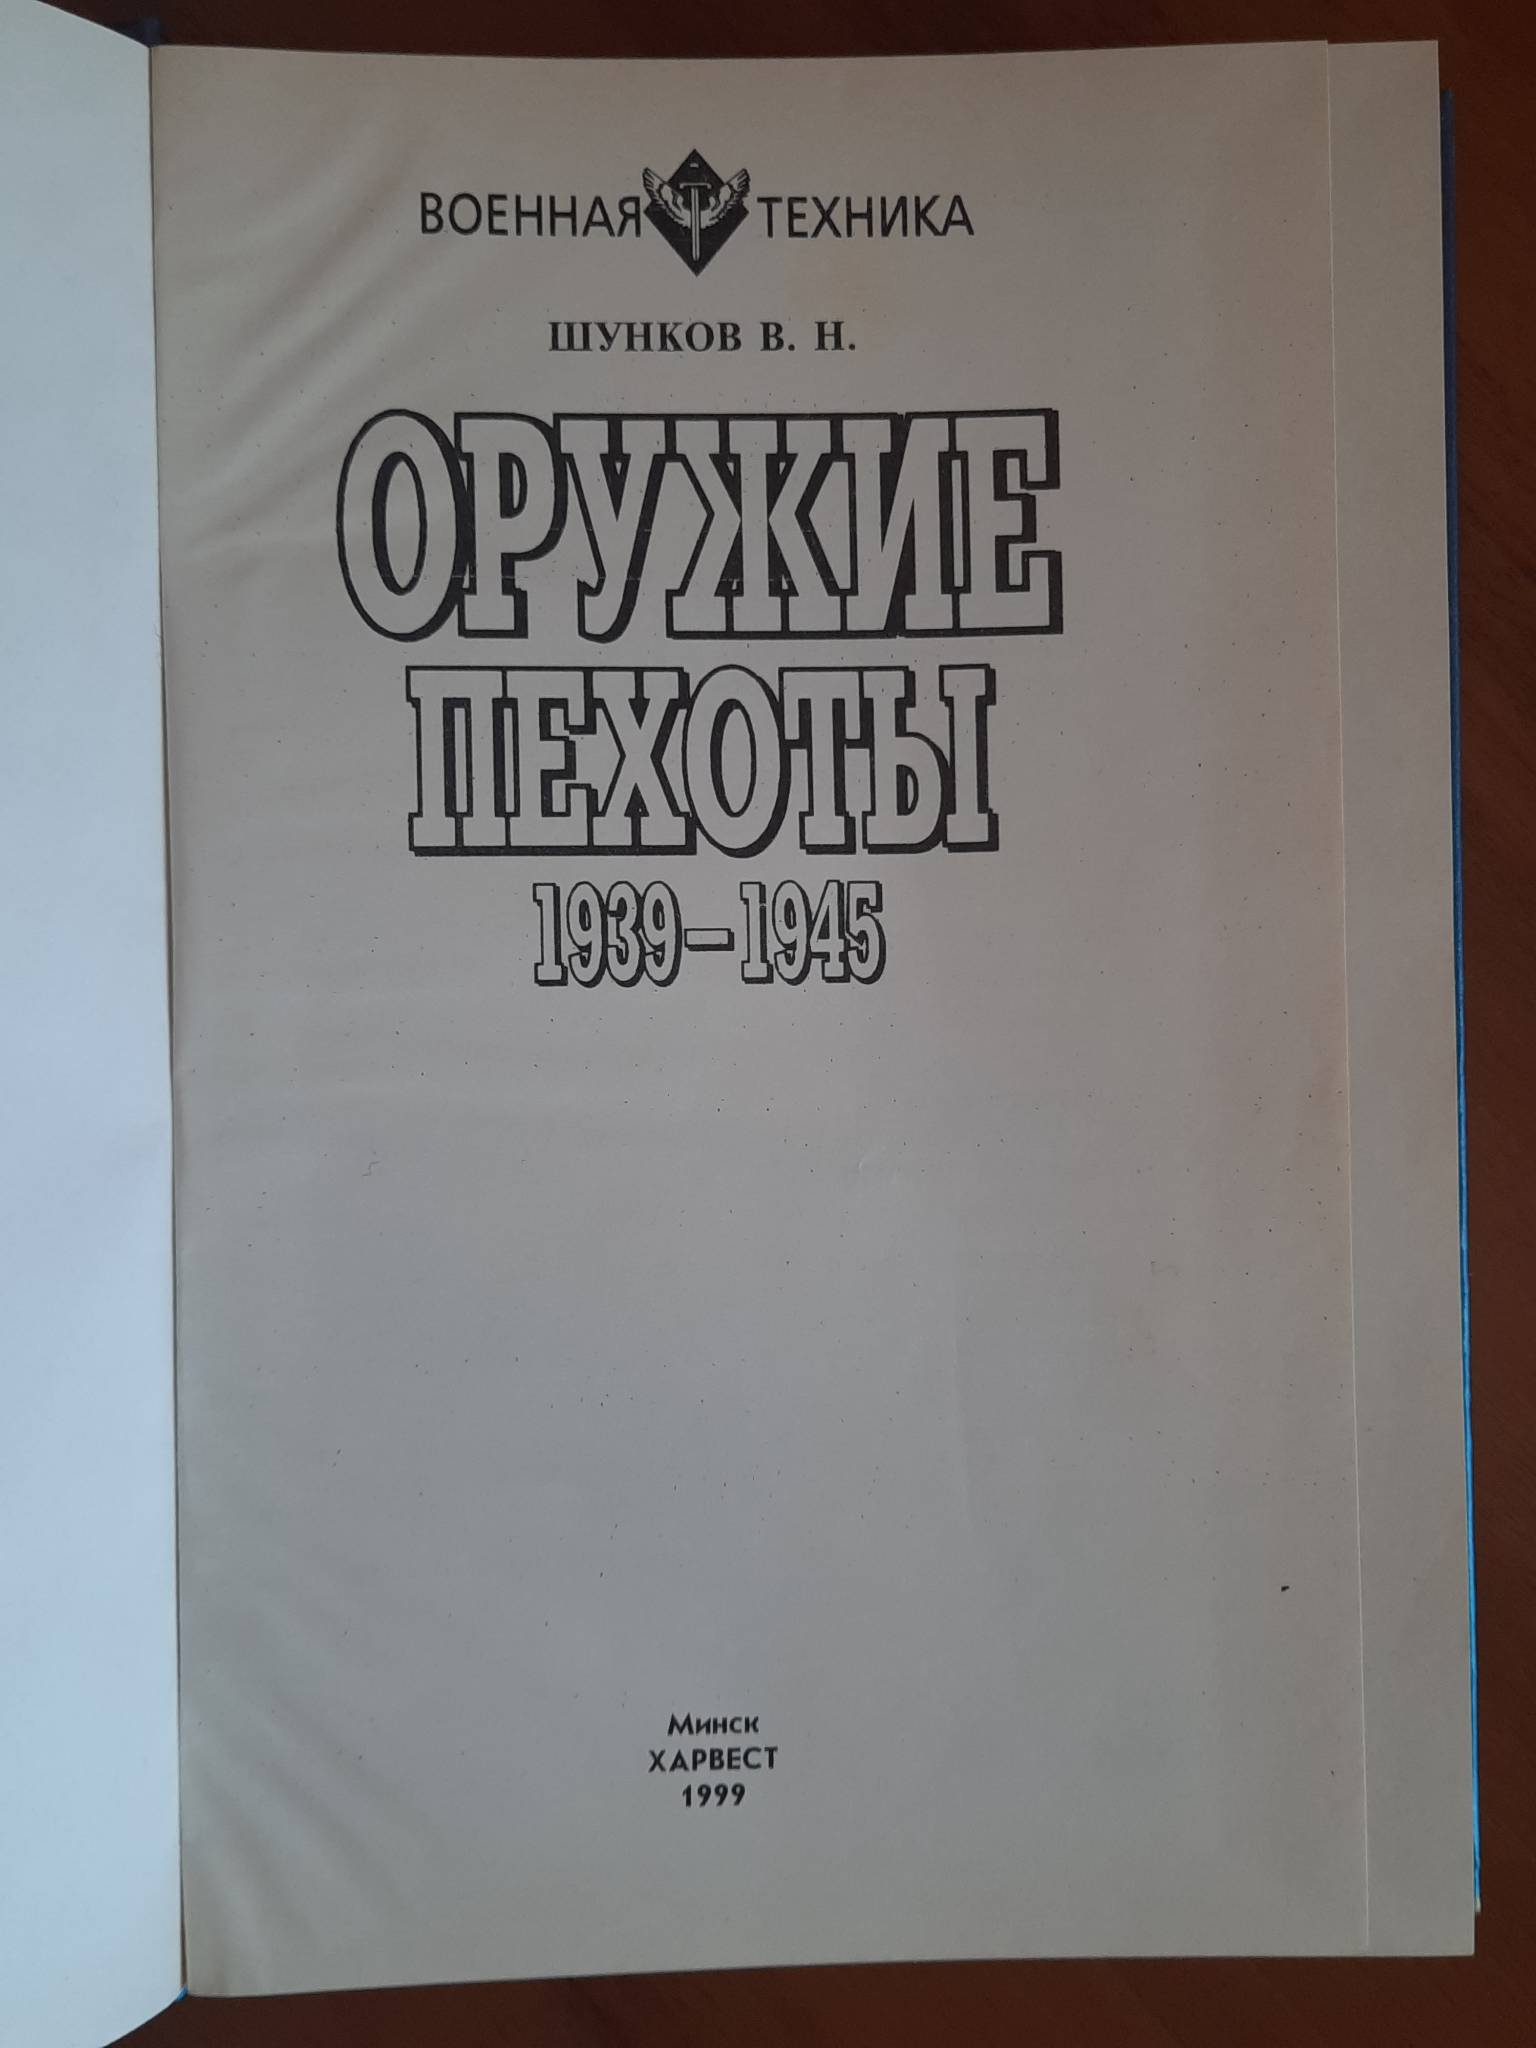 ВОЕННАЯ ТЕХНИКА
ШУНКОВ В. Н.
ОРУЖИЕ
ПЕХОТЫ
1939–1945
Минск
ХАРВЕСТ
1999